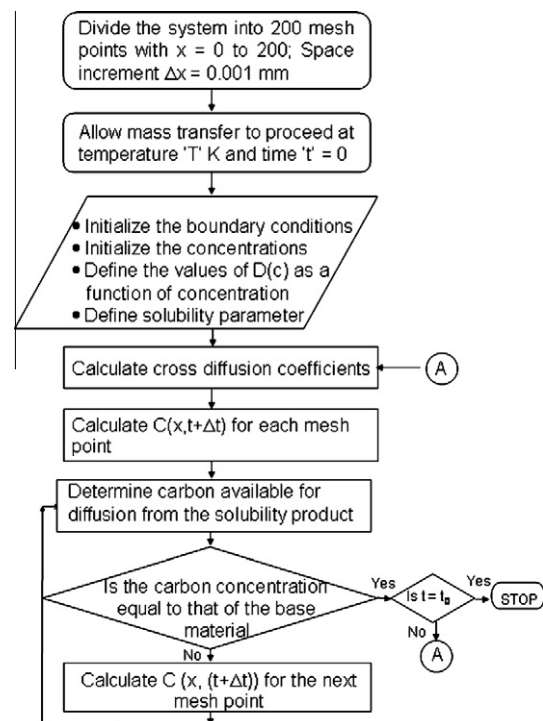 Divide the system into 200 mesh
points with x = 0 to 200; Space
increment Δx = 0.001 mm
Allow mass transfer to proceed at
temperature 'T' K and time 't' = 0
• Initialize the boundary conditions
• Initialize the concentrations
• Define the values of D(c) as a
function of concentration
• Define solubility parameter
Calculate cross diffusion coefficients
A
Calculate C(x,t+Δt) for each mesh
point
Determine carbon available for
diffusion from the solubility product
Is the carbon concentration
equal to that of the base
material
Yes
Is t = t
Yes
STOP
No
A
No
Calculate C (x, (t+Δt)) for the next
mesh point